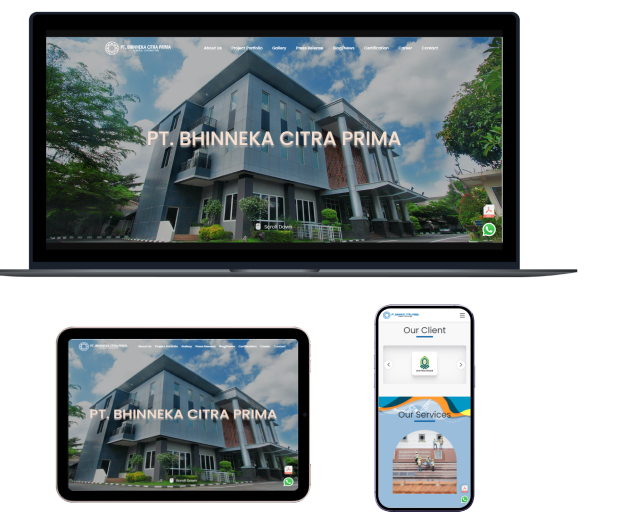 PT. BHINNEKA CITRA PRIMA
About Us Project Portfolio Gallery Press Release Blog/News Certification Career Contact
PT. BHINNEKA CITRA PRIMA
Scroll Down
PT. BHINNEKA CITRA PRIMA
About Us Project Portfolio Gallery Press Release Blog/News Certification Career Contact
PT. BHINNEKA CITRA PRIMA
Scroll Down
PT. BHINNEKA CITRA PRIMA
Our Client
Our Services